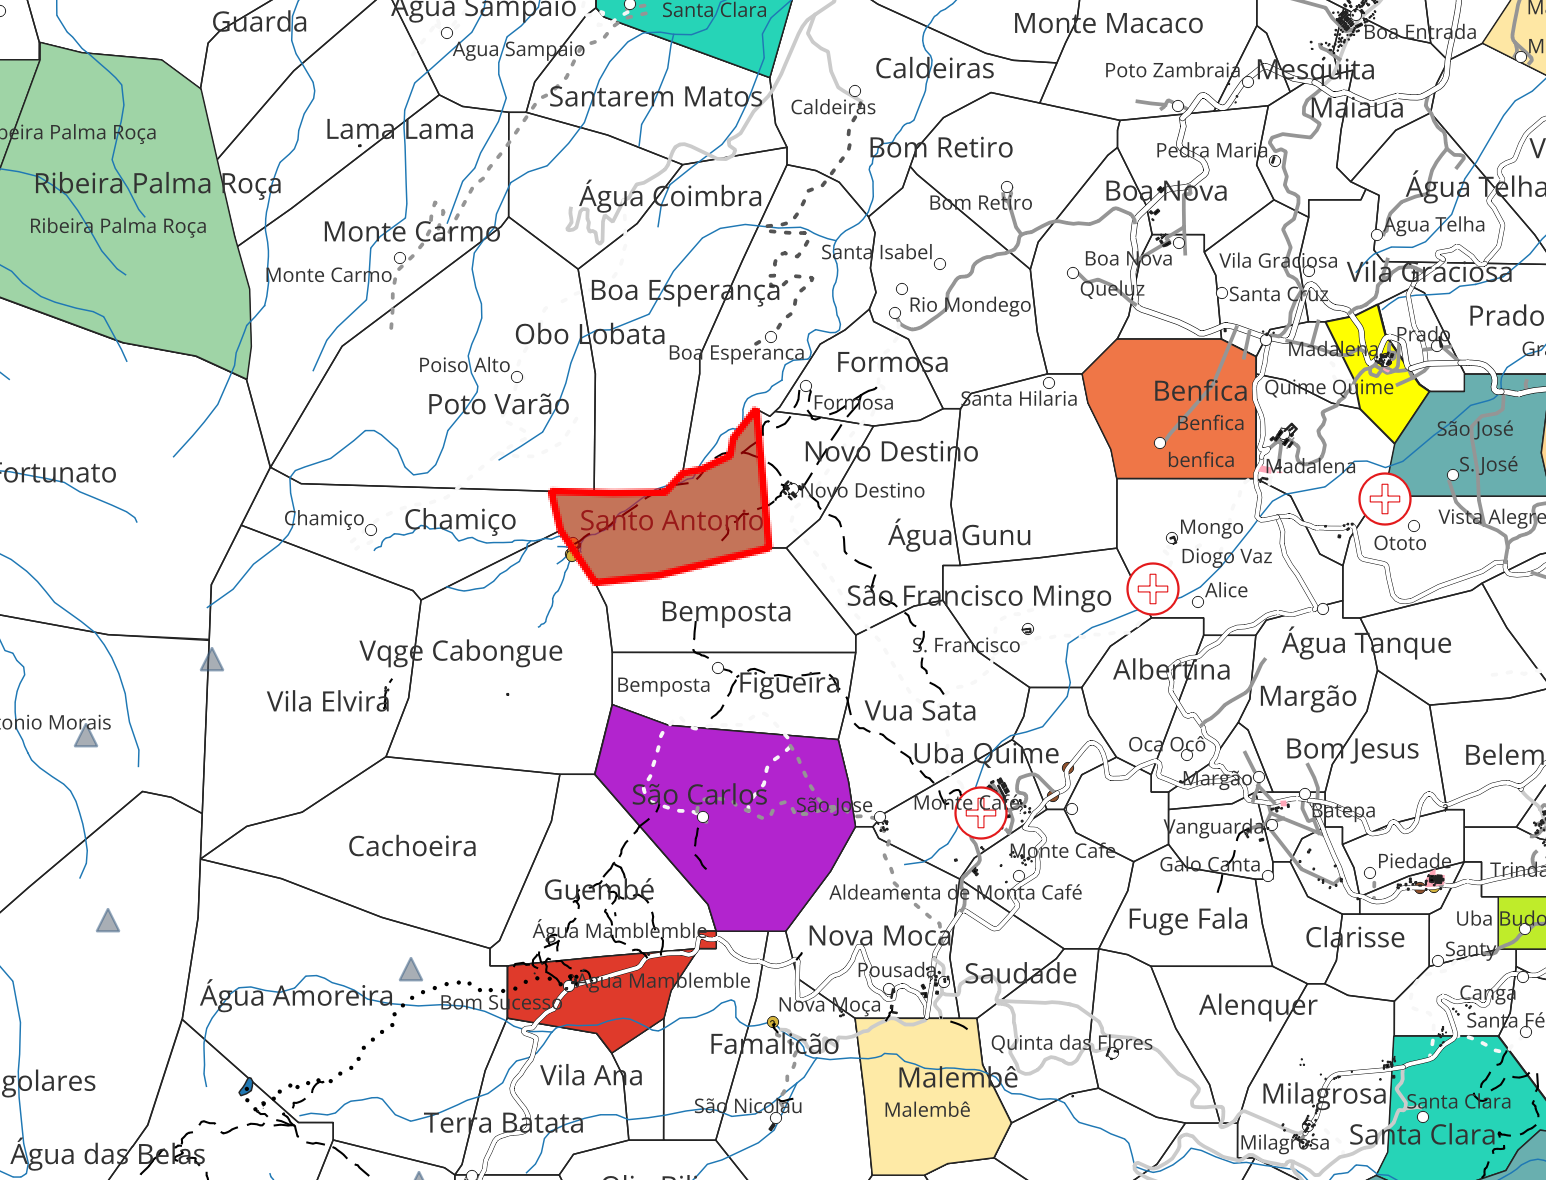 Agua Sampaio
Santa Clara
Guarda
Monte Macaco
Boa Entrada
Agua Sampaio
Caldeiras
Poto Zambraia
Mesquita
Santarem Matos
Caldeiras
Maiaua
Lama Lama
beira Palma Roça
Bom Retiro
Pedra Maria
Ribeira Palma Roça
Água Coimbra
Boa Nova
Água Telha
Bom Retiro
Ribeira Palma Roça
Monte Carmo
Agua Telha
Santa Isabel
Boa Nova
Vila Graciosa
Monte Carmo
Vila Graciosa
Boa Esperança
Queluz
Santa Cruz
Rio Mondego
Prado
Obo Lobata
Prado
Boa Esperanca
Madalena
Gr
Poiso Alto
Formosa
Benfica
Quime Quime
Poto Varão
Formosa
Santa Hilaria
Benfica
São José
Novo Destino
benfica
Madalena
S. José
ortunato
Novo Destino
Chamiço
Chamiço
Santo Antonio
Vista Alegre
Água Gunu
Mongo
Ototo
Diogo Vaz
Alice
São Francisco Mingo
Bemposta
S. Francisco
Água Tanque
Vqge Cabongue
Albertina
Bemposta
Figueira
Vila Elvira
Margão
Vua Sata
onio Morais
Oca Ocô
Bom Jesus
Belem
Uba Quime
Margão
São Carlos
São Jose
Monte Café
Batepa
Vanguarda
Cachoeira
Monte Cafe
Galo Canta
Piedade
Trinda
Guembé
Aldeamenta de Monta Café
Fuge Fala
Uba Budo
Água Mamblemble
Nova Moca
Clarisse
Santy
Pousada
Saudade
Agua Mamblemble
Água Amoreira
Bom Sucesso
Nova Moça
Alenquer
Canga
Santa Fé
Famalicão
Quinta das Flores
golares
Vila Ana
Malembê
Milagrosa
Malembê
São Nicolau
Santa Clara
Terra Batata
Milagrosa
Santa Clara
Água das Belas